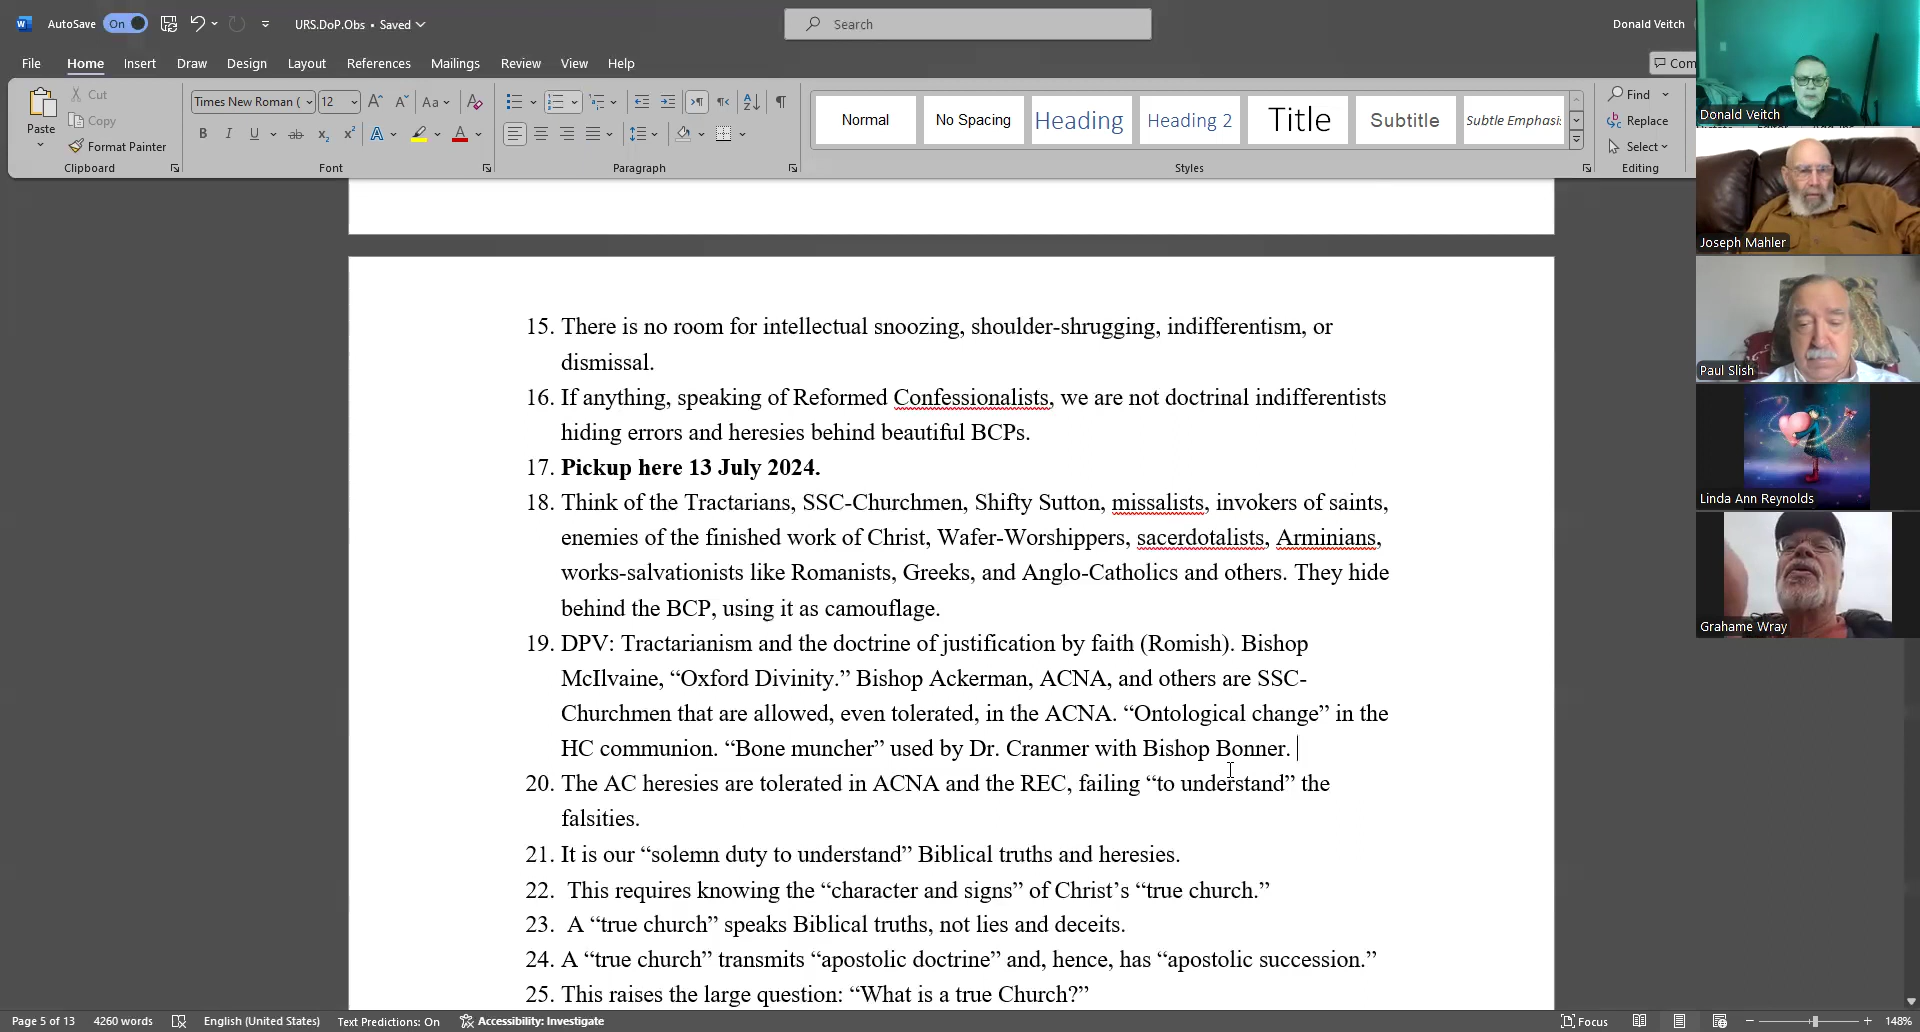 AutoSave On URS.DoP.Obs • Saved Search Donald Veitch
File Home Insert Draw Design Layout References Mailings Review View Help Com
Paste Cut Copy Format Painter Clipboard
Times New Roman ( 12 Aa Font
Paragraph
Normal No Spacing Heading Heading 2 Title Subtitle Subtle Emphasi: Styles
Find Replace Select Editing
Donald Veitch
Joseph Mahler
Paul Slish
Linda Ann Reynolds
Grahame Wray
15. There is no room for intellectual snoozing, shoulder-shrugging, indifferentism, or
dismissal.
16. If anything, speaking of Reformed Confessionalists, we are not doctrinal indifferentists
hiding errors and heresies behind beautiful BCPs.
17. Pickup here 13 July 2024.
18. Think of the Tractarians, SSC-Churchmen, Shifty Sutton, missalists, invokers of saints,
enemies of the finished work of Christ, Wafer-Worshippers, sacerdotalists, Arminians,
works-salvationists like Romanists, Greeks, and Anglo-Catholics and others. They hide
behind the BCP, using it as camouflage.
19. DPV: Tractarianism and the doctrine of justification by faith (Romish). Bishop
McIlvaine, “Oxford Divinity.” Bishop Ackerman, ACNA, and others are SSC-
Churchmen that are allowed, even tolerated, in the ACNA. “Ontological change” in the
HC communion. “Bone muncher” used by Dr. Cranmer with Bishop Bonner.
20. The AC heresies are tolerated in ACNA and the REC, failing “to understand” the
falsities.
21. It is our “solemn duty to understand” Biblical truths and heresies.
22. This requires knowing the “character and signs” of Christ’s “true church.”
23. A “true church” speaks Biblical truths, not lies and deceits.
24. A “true church” transmits “apostolic doctrine” and, hence, has “apostolic succession.”
25. This raises the large question: “What is a true Church?”
Page 5 of 13 4260 words English (United States) Text Predictions: On Accessibility: Investigate Focus 148%